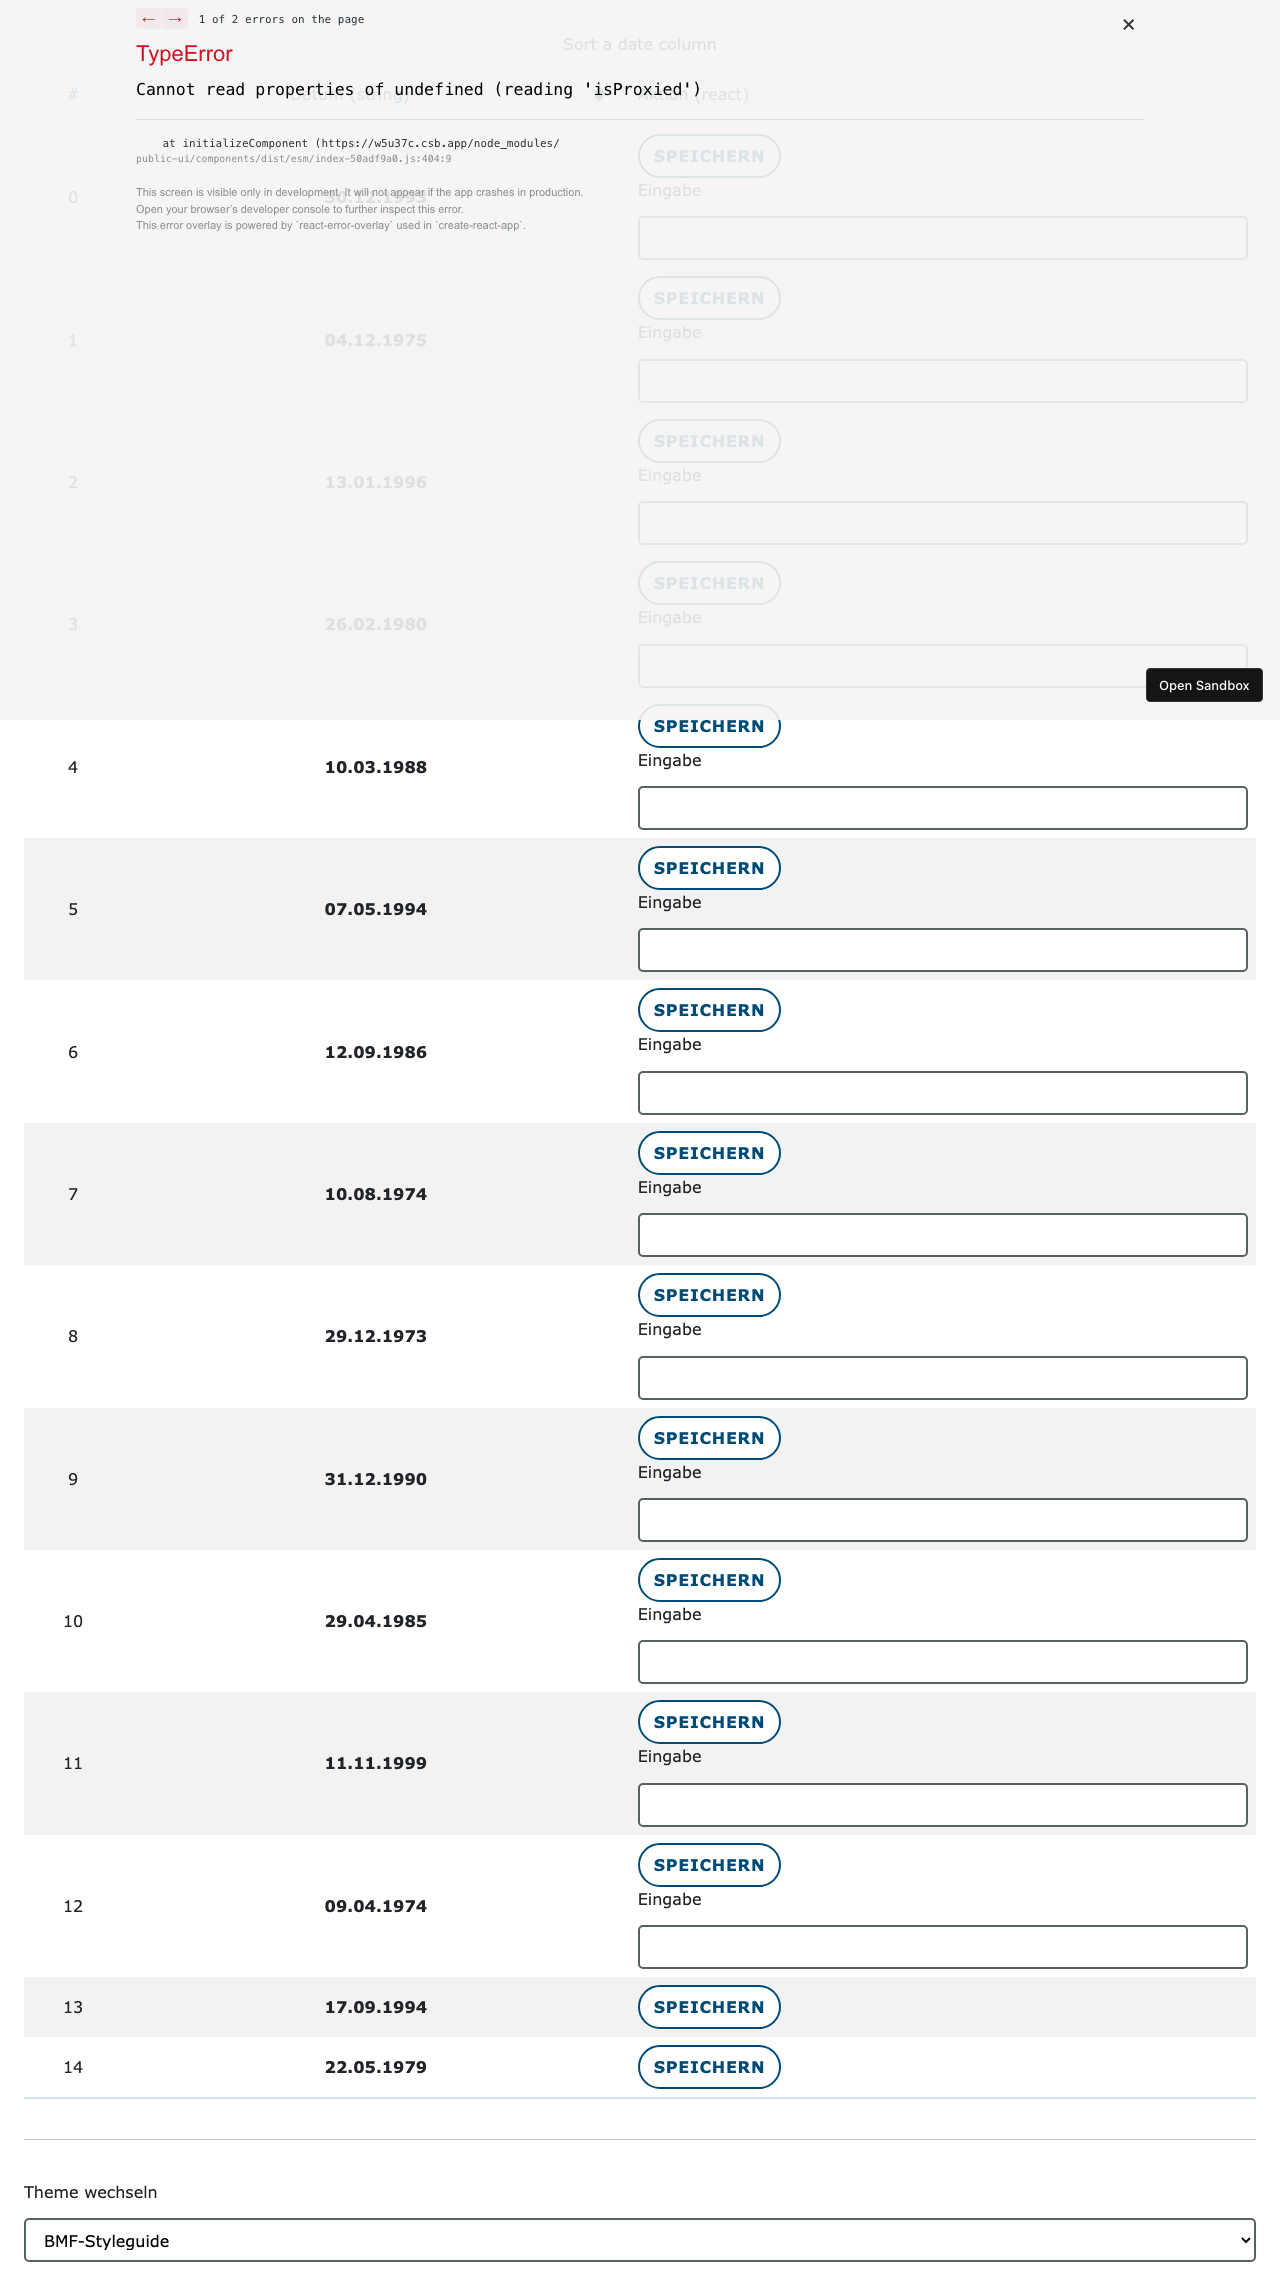 ← → 1 of 2 errors on the page
×
Sort a date column
TypeError
Cannot read properties of undefined (reading 'isProxied')
# Datum (string) Aktion (react)
at initializeComponent (https://w5u37c.csb.app/node_modules/
public-ui/components/dist/esm/index-50adf9a0.js:404:9
This screen is visible only in development. It will not appear if the app crashes in production.
Open your browser's developer console to further inspect this error.
This error overlay is powered by `react-error-overlay` used in `create-react-app`.
SPEICHERN
0 30.12.1993 Eingabe
SPEICHERN
1 04.12.1975 Eingabe
SPEICHERN
2 13.01.1996 Eingabe
SPEICHERN
3 26.02.1980 Eingabe
Open Sandbox
SPEICHERN
4 10.03.1988 Eingabe
SPEICHERN
5 07.05.1994 Eingabe
SPEICHERN
6 12.09.1986 Eingabe
SPEICHERN
7 10.08.1974 Eingabe
SPEICHERN
8 29.12.1973 Eingabe
SPEICHERN
9 31.12.1990 Eingabe
SPEICHERN
10 29.04.1985 Eingabe
SPEICHERN
11 11.11.1999 Eingabe
SPEICHERN
12 09.04.1974 Eingabe
13 17.09.1994 SPEICHERN
14 22.05.1979 SPEICHERN
Theme wechseln
BMF-Styleguide